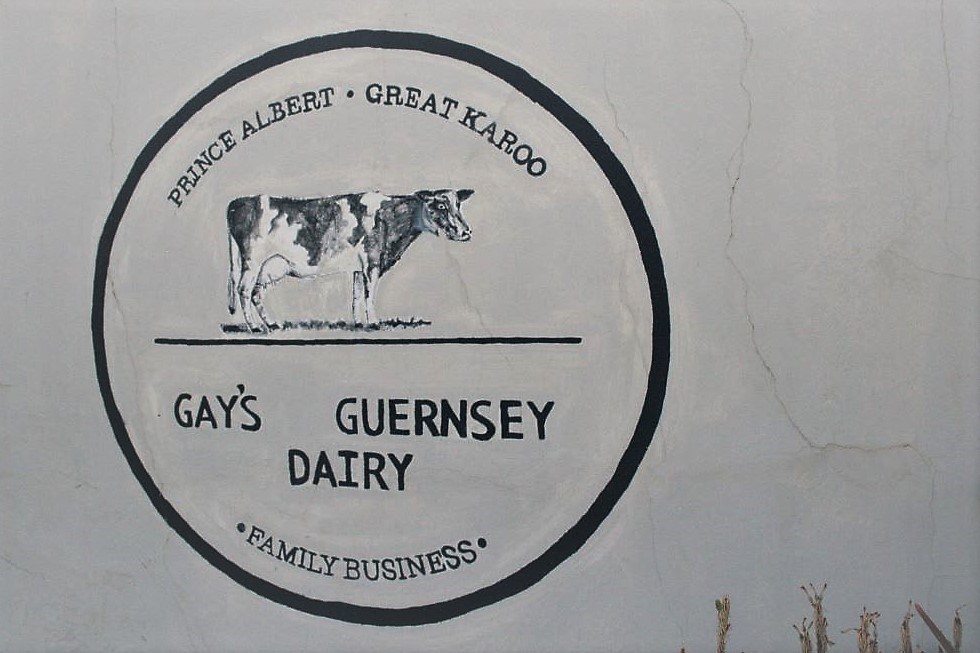 PRINCE ALBERT • GREAT KAROO
GAY'S GUERNSEY
DAIRY
•FAMILY BUSINESS•